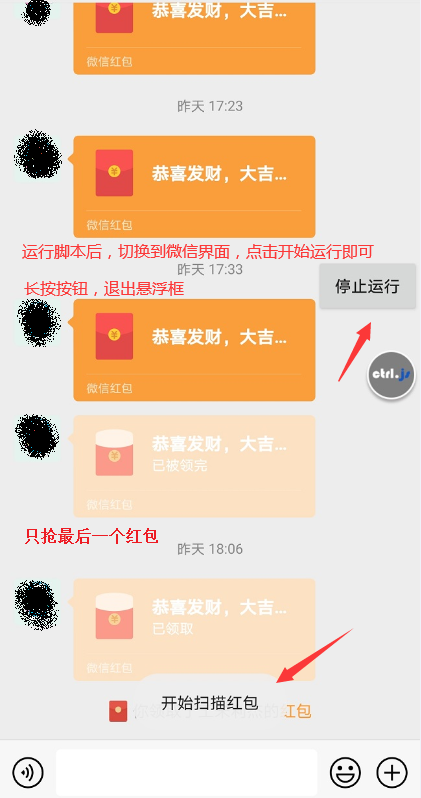 恭喜发财，大吉...
微信红包
昨天 17:23
恭喜发财，大吉...
微信红包
运行脚本后，切换到微信界面，点击开始运行即可
昨天 17:33
停止运行
长按按钮，退出悬浮框
恭喜发财，大吉...
微信红包
ctrl.js
恭喜发财，大吉...
已被领完
微信红包
只抢最后一个红包
昨天 18:06
恭喜发财，大吉...
已领取
微信红包
开始扫描红包
红包